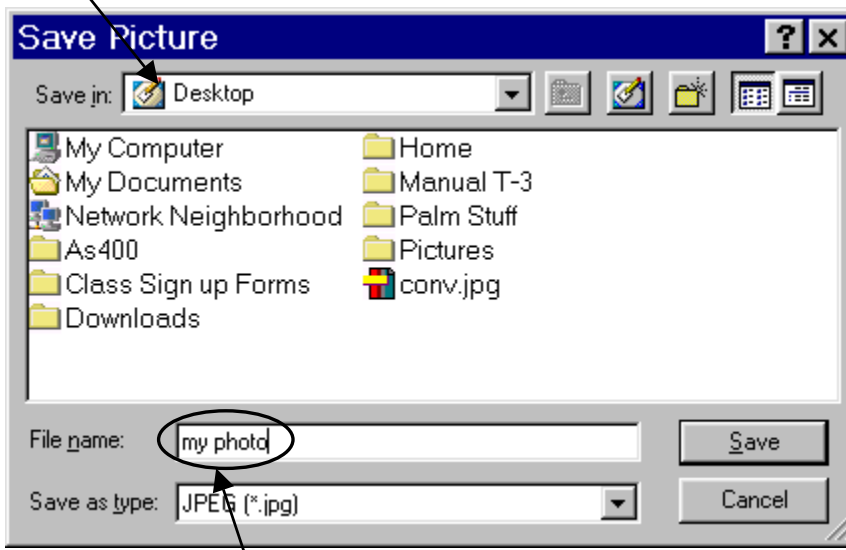 Save Picture
Save in: Desktop
My Computer
My Documents
Network Neighborhood
As400
Class Sign up Forms
Downloads
Home
Manual T-3
Palm Stuff
Pictures
conv.jpg
File name: my photo Save
Save as type: JPEG (*.jpg) Cancel